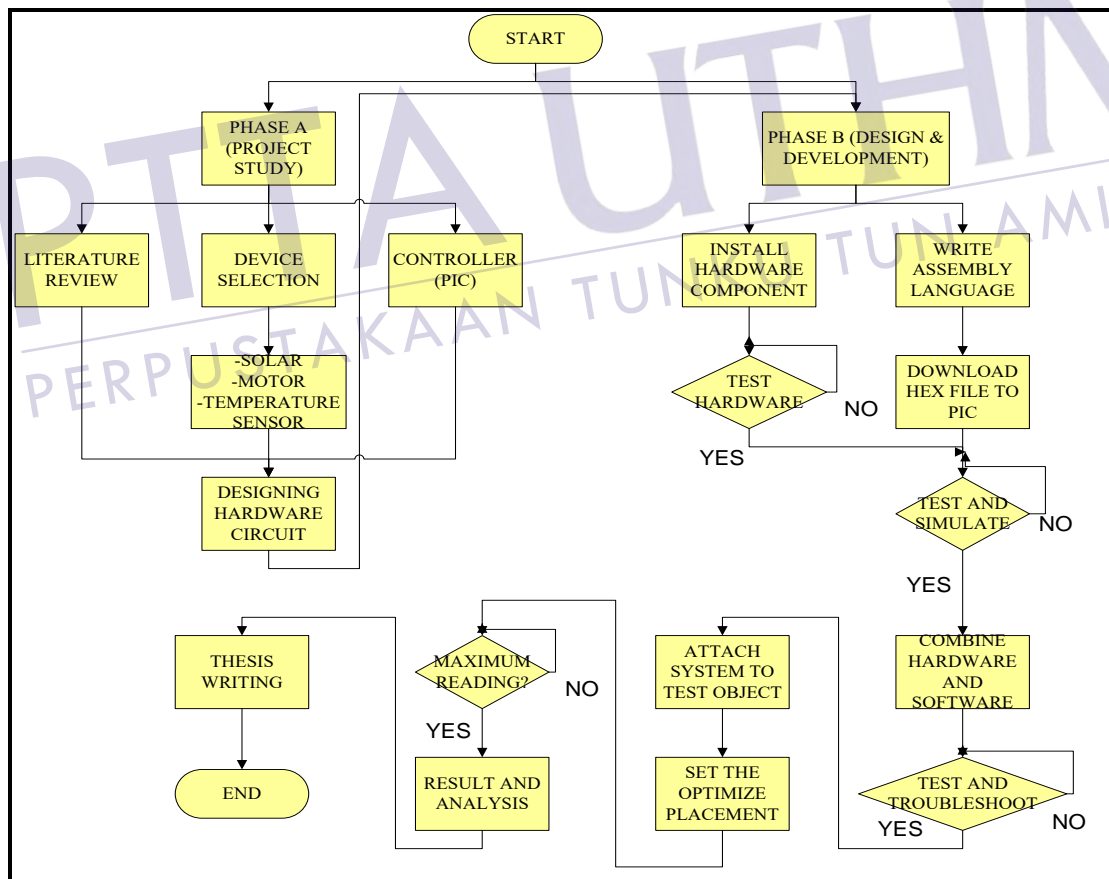 START
PHASE A
(PROJECT
STUDY)
PHASE B (DESIGN &
DEVELOPMENT)
LITERATURE
REVIEW
DEVICE
SELECTION
CONTROLLER
(PIC)
INSTALL
HARDWARE
COMPONENT
WRITE
ASSEMBLY
LANGUAGE
-SOLAR
-MOTOR
-TEMPERATURE
SENSOR
TEST
HARDWARE
NO
YES
DOWNLOAD
HEX FILE TO
PIC
DESIGNING
HARDWARE
CIRCUIT
TEST AND
SIMULATE
NO
YES
COMBINE
HARDWARE
AND
SOFTWARE
TEST AND
TROUBLESHOOT
NO
YES
ATTACH
SYSTEM TO
TEST OBJECT
SET THE
OPTIMIZE
PLACEMENT
MAXIMUM
READING?
NO
YES
RESULT AND
ANALYSIS
THESIS
WRITING
END
PTTA UTHM
PERPUSTAKAAN TUNKU TUN AMI